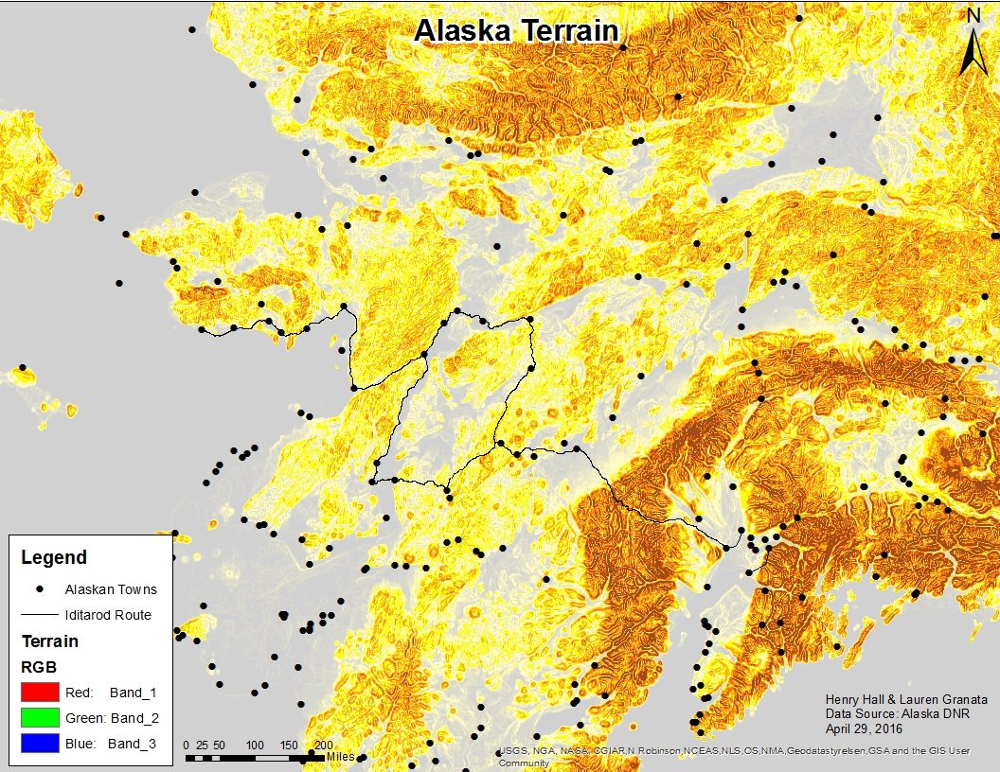 Alaska Terrain
N
Legend
Alaskan Towns
Iditarod Route
Terrain
RGB
Red: Band_1
Green: Band_2
Blue: Band_3
0 25 50 100 150 200
Miles
Henry Hall & Lauren Granata
Data Source: Alaska DNR
April 29, 2016
USGS, NGA, NASA, CGIAR,N Robinson,NCEAS,NLS,OS,NMA,Geodatastyrelsen,GSA and the GIS User
Community